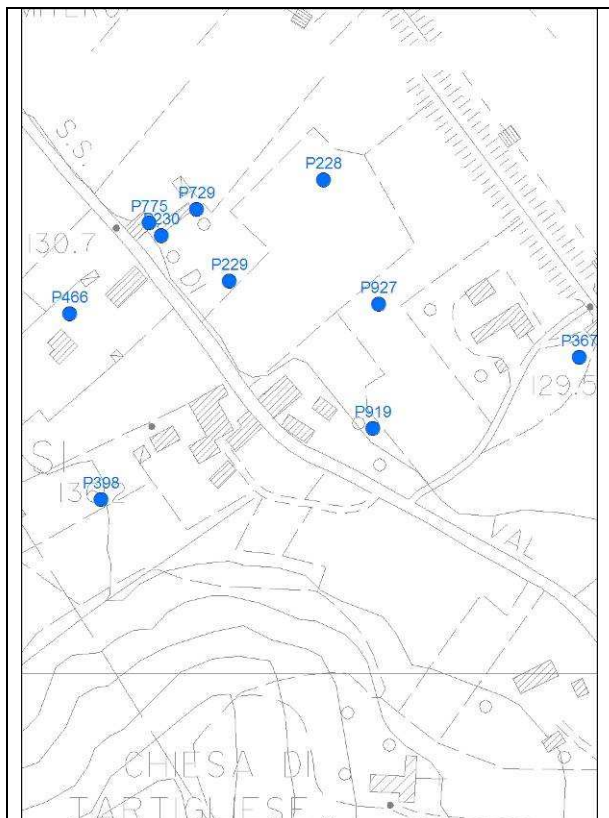 S.S.
P228
P729
P775
P230
130.7
DI
P229
P927
P466
P367
129.5
P919
SI
P398
VAL
CHIESA DI
TARTIGLIESE